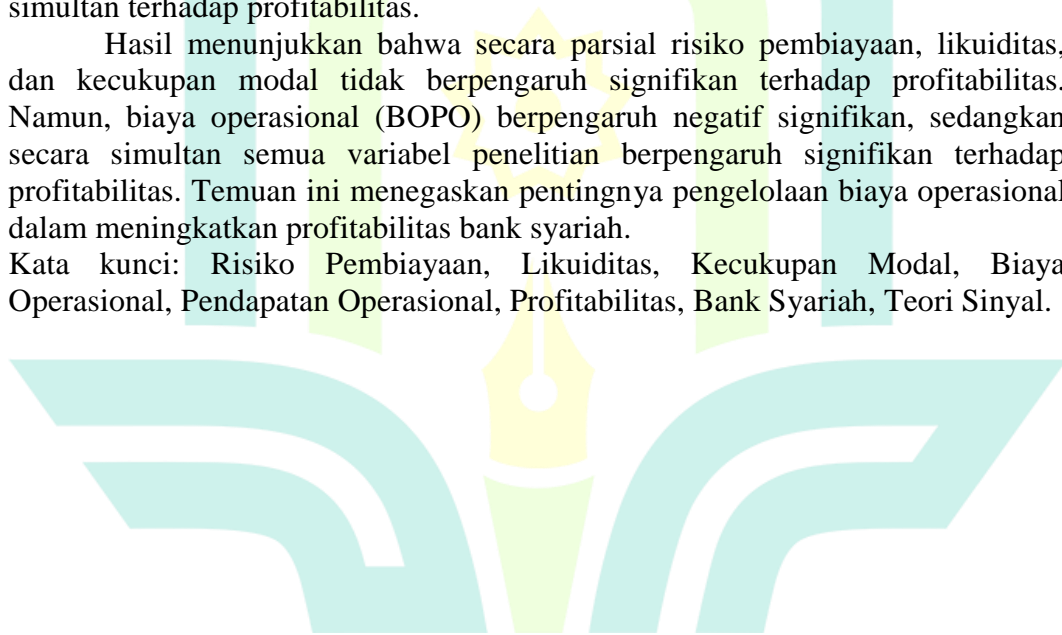 simultan terhadap profitabilitas.
Hasil menunjukkan bahwa secara parsial risiko pembiayaan, likuiditas,
dan kecukupan modal tidak berpengaruh signifikan terhadap profitabilitas.
Namun, biaya operasional (BOPO) berpengaruh negatif signifikan, sedangkan
secara simultan semua variabel penelitian berpengaruh signifikan terhadap
profitabilitas. Temuan ini menegaskan pentingnya pengelolaan biaya operasional
dalam meningkatkan profitabilitas bank syariah.
Kata kunci: Risiko Pembiayaan, Likuiditas, Kecukupan Modal, Biaya
Operasional, Pendapatan Operasional, Profitabilitas, Bank Syariah, Teori Sinyal.